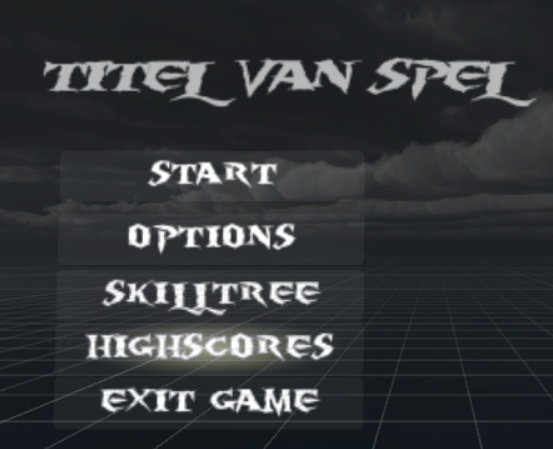 TITEL VAN SPEL
START
OPTIONS
SKILLTREE
HIGHSCORES
EXIT GAME